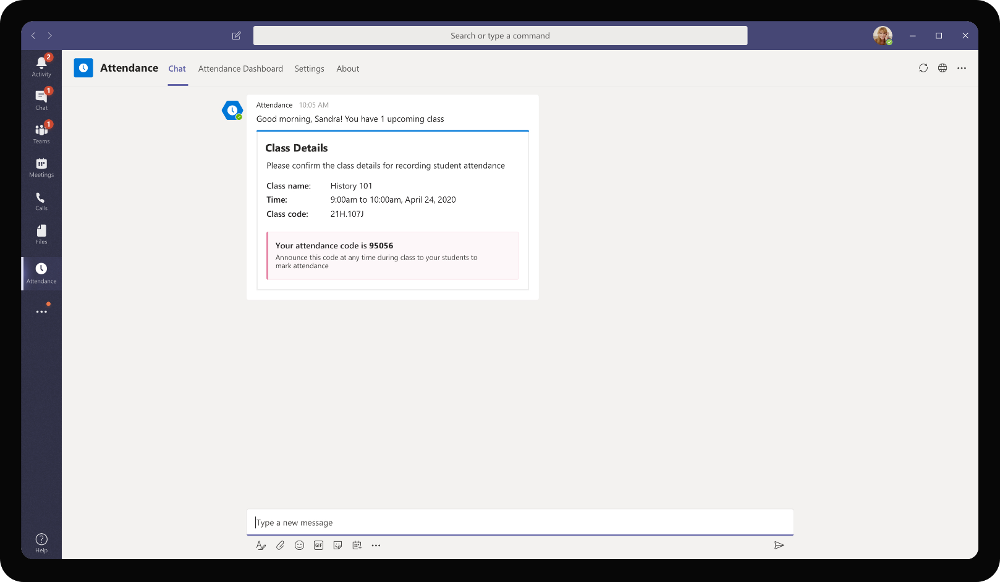 Search or type a command
2
Activity
1
Chat
1
Teams
Meetings
Calls
Files
Attendance
Help
Attendance Chat Attendance Dashboard Settings About
Attendance 10:05 AM
Good morning, Sandra! You have 1 upcoming class
Class Details
Please confirm the class details for recording student attendance
Class name: History 101
Time: 9:00am to 10:00am, April 24, 2020
Class code: 21H.107J
Your attendance code is 95056
Announce this code at any time during class to your students to
mark attendance
Type a new message
GIF